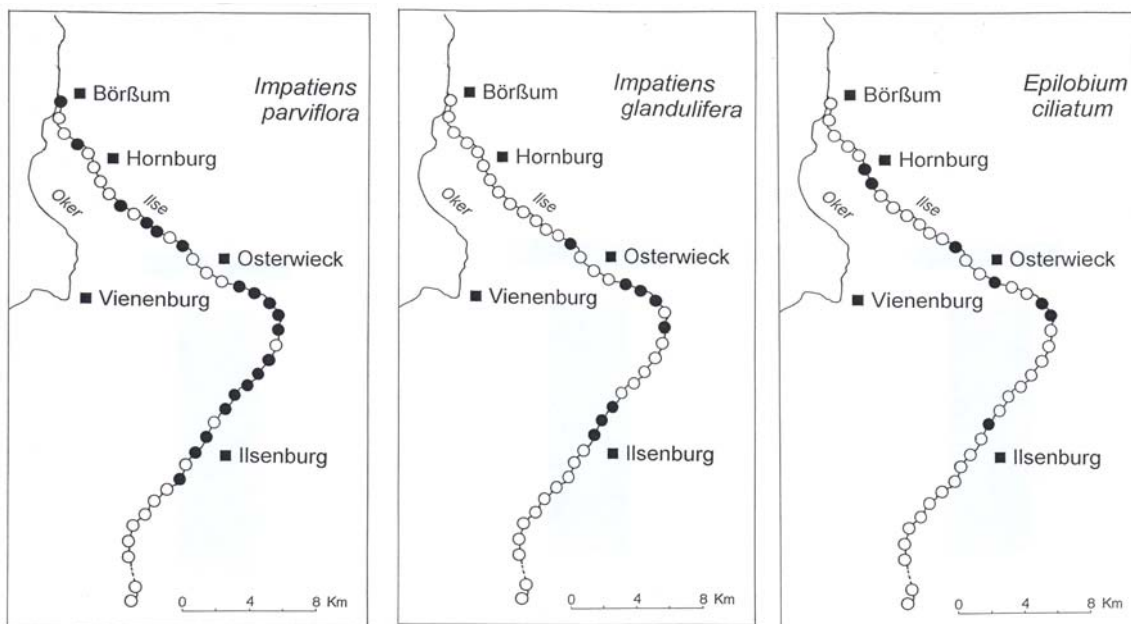 Impatiens
parviflora
Börßum
Hornburg
Oker
Ilse
Osterwieck
Vienenburg
Ilsenburg
0 4 8 Km
Impatiens
glandulifera
Börßum
Hornburg
Oker
Ilse
Osterwieck
Vienenburg
Ilsenburg
0 4 8 Km
Epilobium
ciliatum
Börßum
Hornburg
Oker
Ilse
Osterwieck
Vienenburg
Ilsenburg
0 4 8 Km